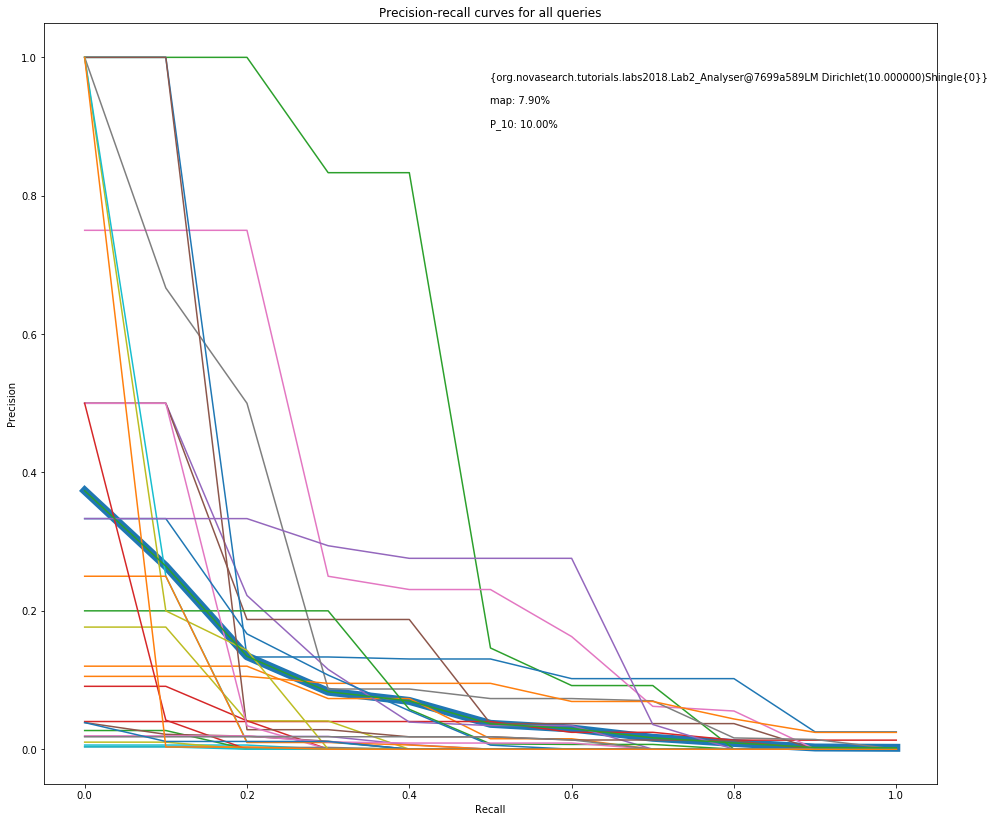 Precision-recall curves for all queries
{org.novasearch.tutorials.labs2018.Lab2_Analyser@7699a589LM Dirichlet(10.000000)Shingle{0}}
map: 7.90%
P_10: 10.00%
Precision
1.0
0.8
0.6
0.4
0.2
0.0
0.0 0.2 0.4 0.6 0.8 1.0
Recall